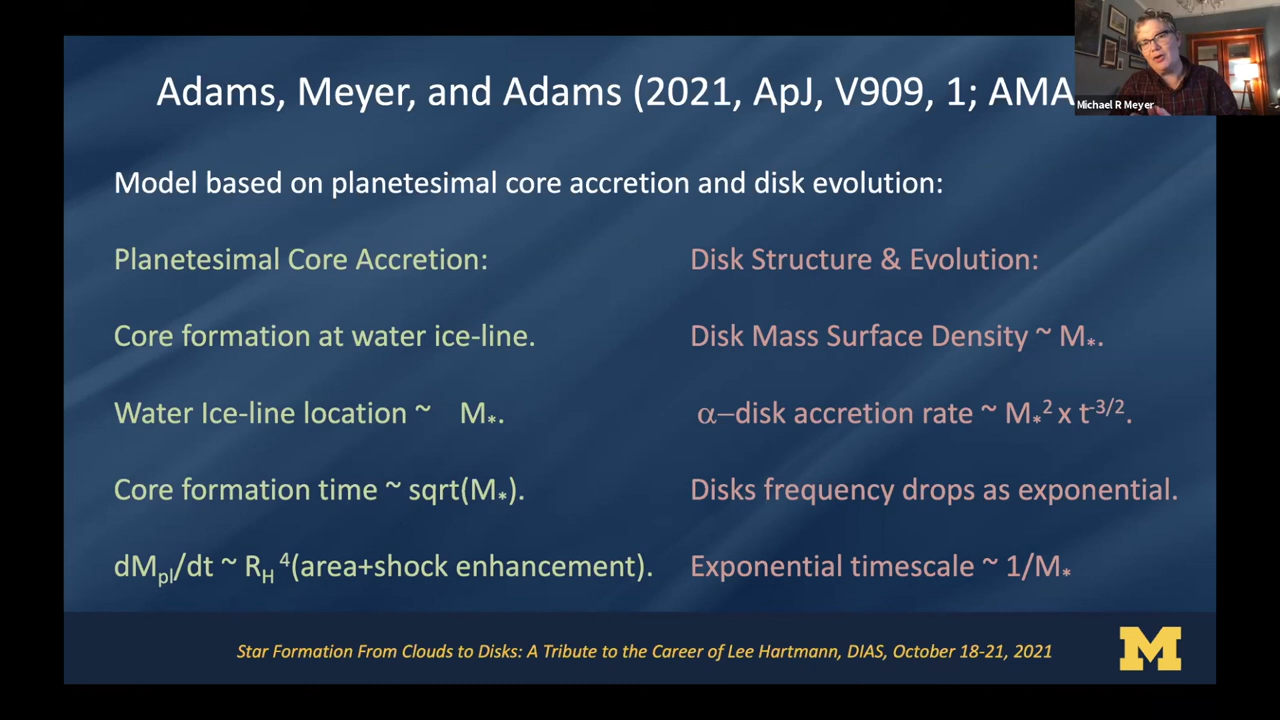 Adams, Meyer, and Adams (2021, ApJ, V909, 1; AMA
Michael R Meyer
Model based on planetesimal core accretion and disk evolution:
Planetesimal Core Accretion:
Core formation at water ice-line.
Water Ice-line location ~ M*.
Core formation time ~ sqrt(M*).
dMpl/dt ~ RH 4(area+shock enhancement).
Disk Structure & Evolution:
Disk Mass Surface Density ~ M*.
α–disk accretion rate ~ M*2 x t-3/2.
Disks frequency drops as exponential.
Exponential timescale ~ 1/M*
Star Formation From Clouds to Disks: A Tribute to the Career of Lee Hartmann, DIAS, October 18-21, 2021
M